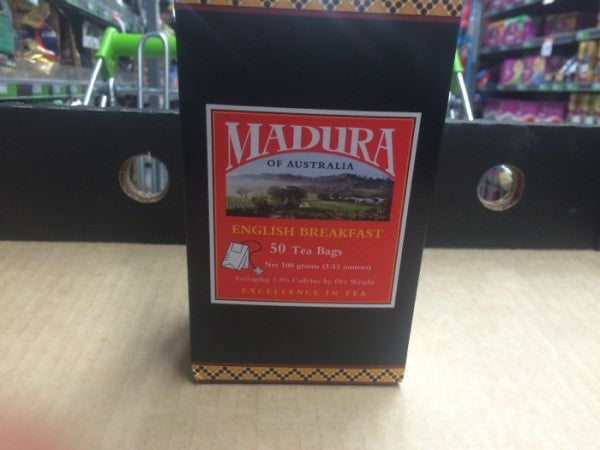 MADURA
OF AUSTRALIA
ENGLISH BREAKFAST
50 Tea Bags
Net 100 grams (3.53 ounces)
Averaging 2.8% Caffeine by Dry Weight
EXCELLENCE IN TEA